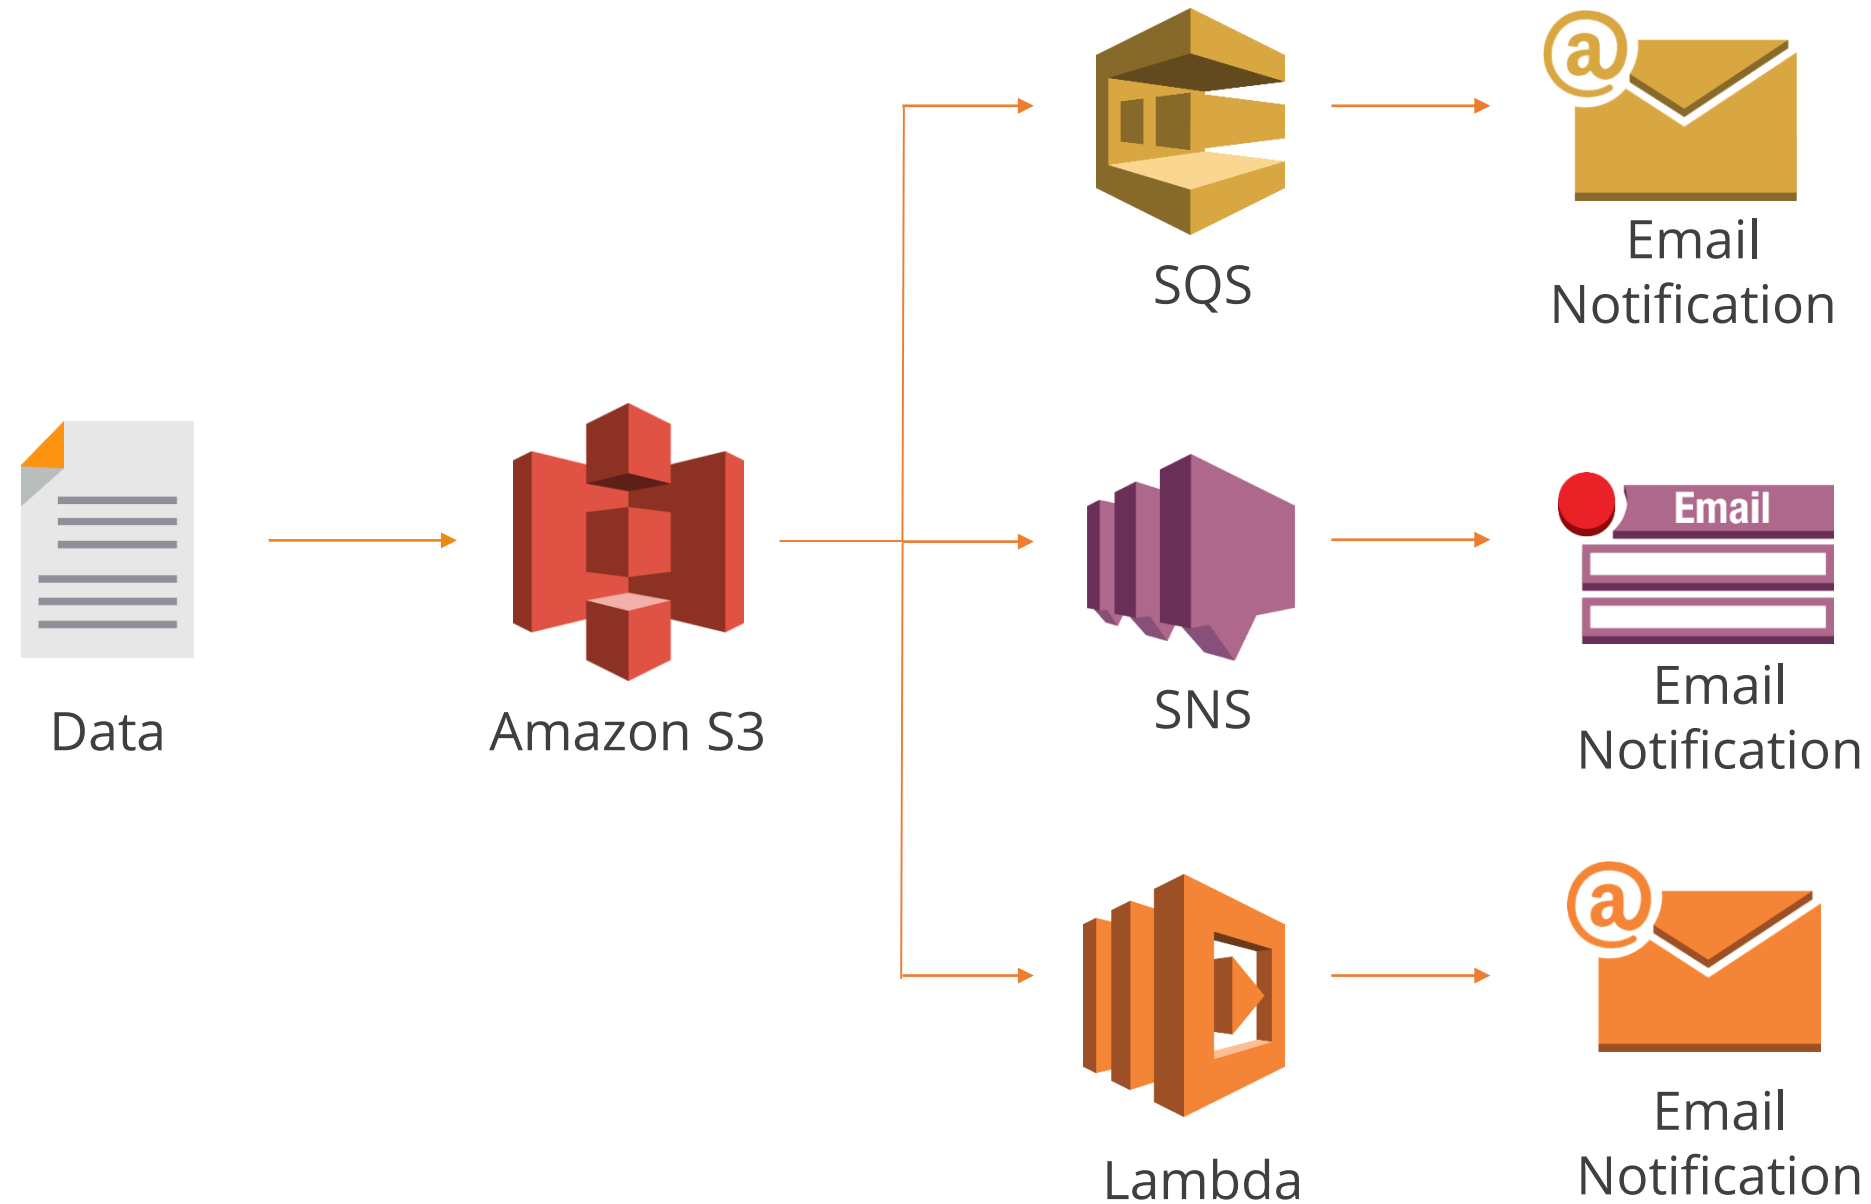 @
SQS
Email
Notification
Data
Amazon S3
SNS
Email
Email
Notification
@
Lambda
Email
Notification